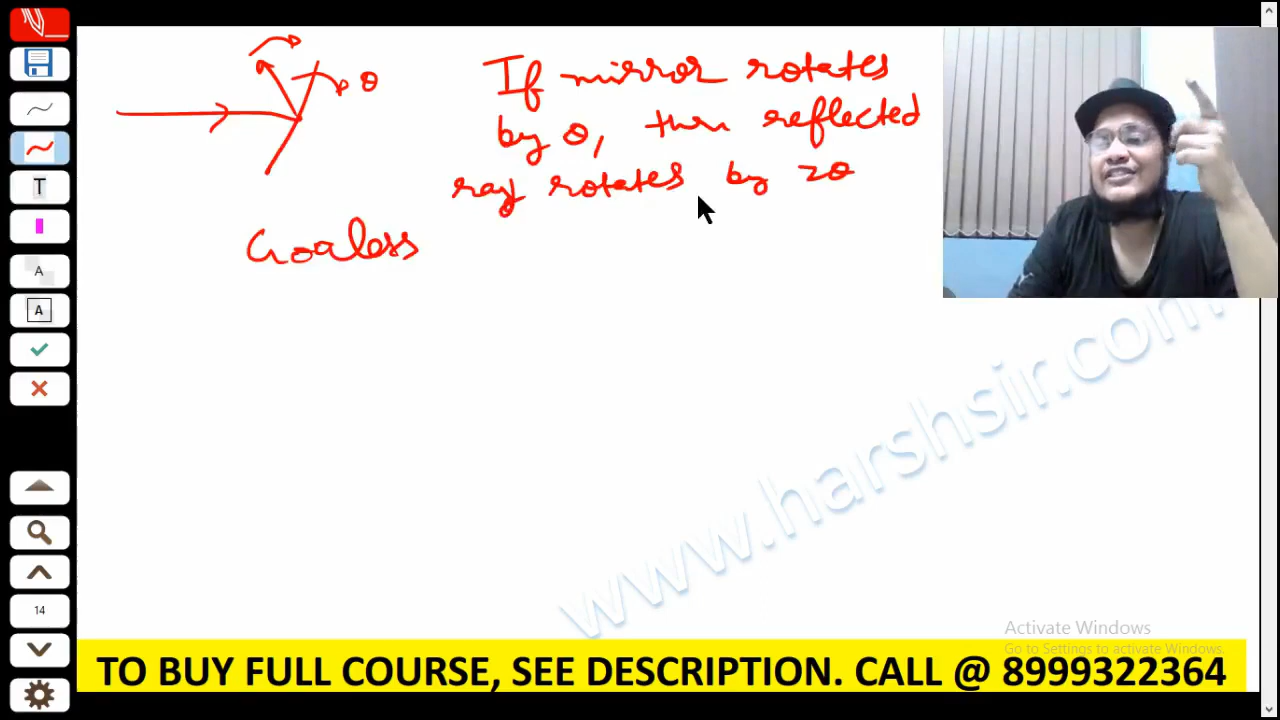 θ
If mirror rotates
by θ, then reflected
ray rotates by 2θ
Goaless
T
A
A
14
www.harshsir.com
Activate Windows
Go to Settings to activate Windows.
TO BUY FULL COURSE, SEE DESCRIPTION. CALL @ 8999322364